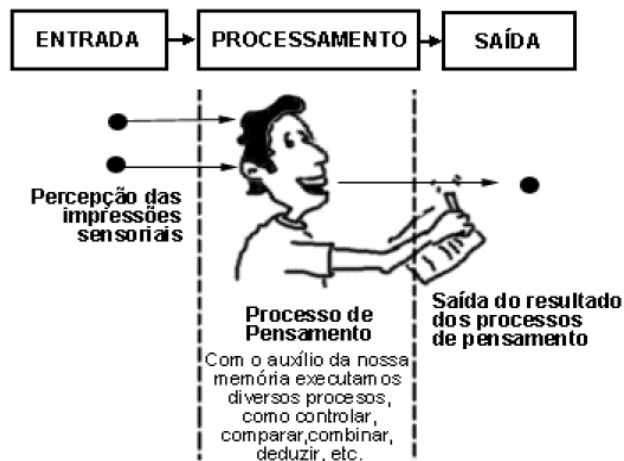 ENTRADA
PROCESSAMENTO
SAÍDA
Percepção das
impressões
sensoriais
Processo de
Pensamento
Com o auxílio da nossa
memória executamos
diversos procesos,
como controlar,
comparar,combinar,
deduzir, etc.
Saída do resultado
dos processos
de pensamento